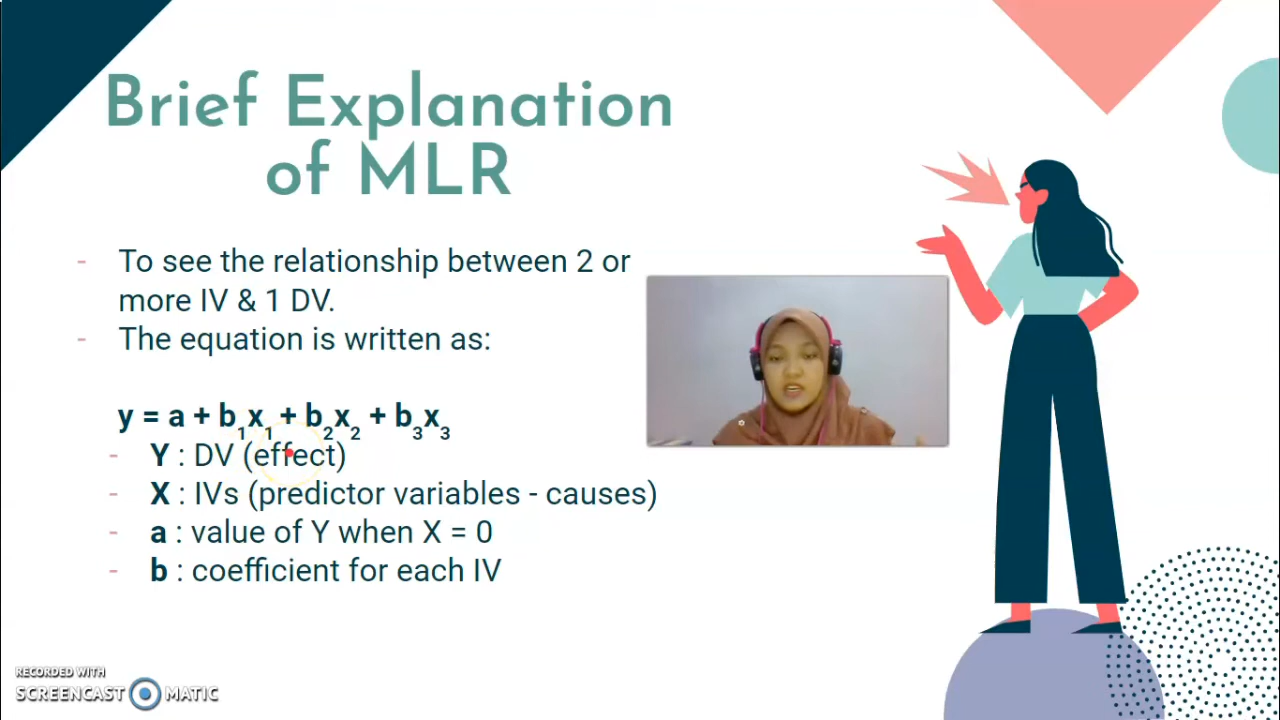 Brief Explanation
of MLR
- To see the relationship between 2 or
more IV & 1 DV.
- The equation is written as:
y = a + b₁x₁ + b₂x₂ + b₃x₃
- Y : DV (effect)
- X : IVs (predictor variables - causes)
- a : value of Y when X = 0
- b : coefficient for each IV
RECORDED WITH
SCREENCAST MATIC